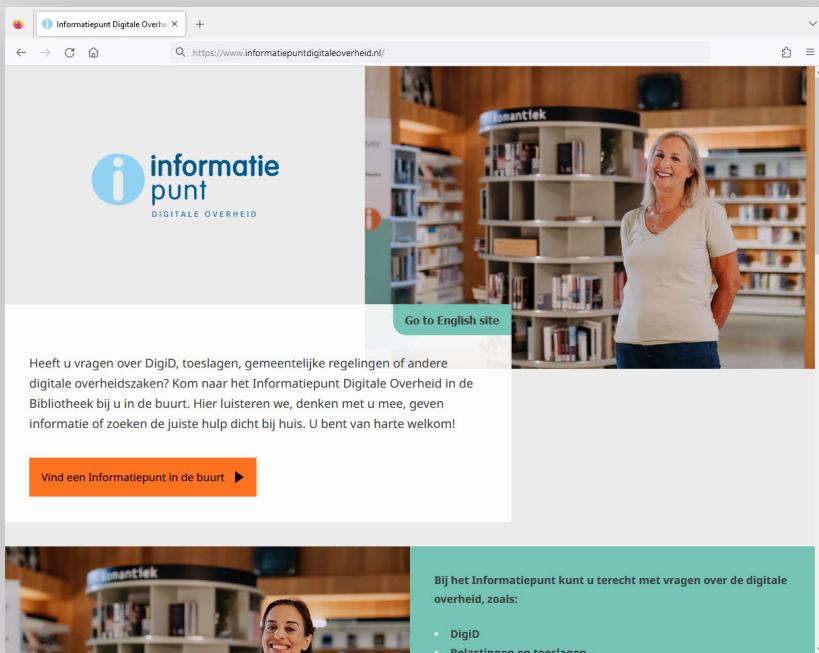 Informatiepunt Digitale Overhe
https://www.informatiepuntdigitaleoverheid.nl/
informatie
punt
DIGITALE OVERHEID
Romantiek
Go to English site
Heeft u vragen over DigiD, toeslagen, gemeentelijke regelingen of andere
digitale overheidszaken? Kom naar het Informatiepunt Digitale Overheid in de
Bibliotheek bij u in de buurt. Hier luisteren we, denken met u mee, geven
informatie of zoeken de juiste hulp dicht bij huis. U bent van harte welkom!
Vind een Informatiepunt in de buurt
Romantiek
Bij het Informatiepunt kunt u terecht met vragen over de digitale
overheid, zoals:
• DigiD
• Belastingen en toeslagen